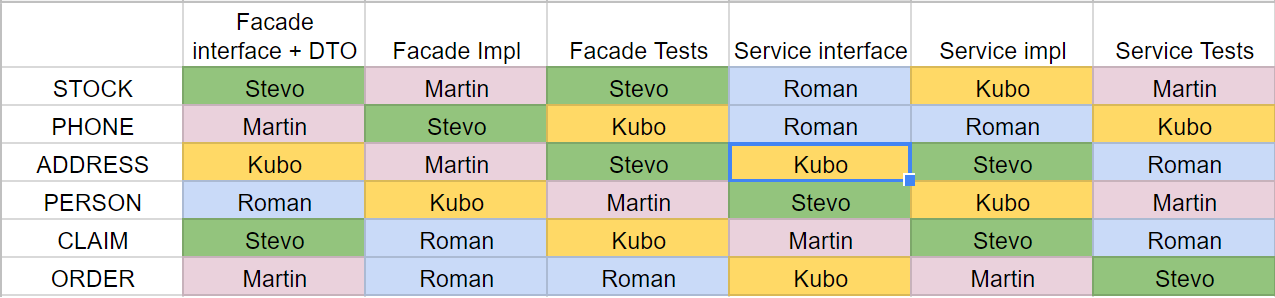 Facade
interface + DTO Facade Impl Facade Tests Service interface Service impl Service Tests
STOCK Stevo Martin Stevo Roman Kubo Martin
PHONE Martin Stevo Kubo Roman Roman Kubo
ADDRESS Kubo Martin Stevo Kubo Stevo Roman
PERSON Roman Kubo Martin Stevo Kubo Martin
CLAIM Stevo Roman Kubo Martin Stevo Roman
ORDER Martin Roman Roman Kubo Martin Stevo